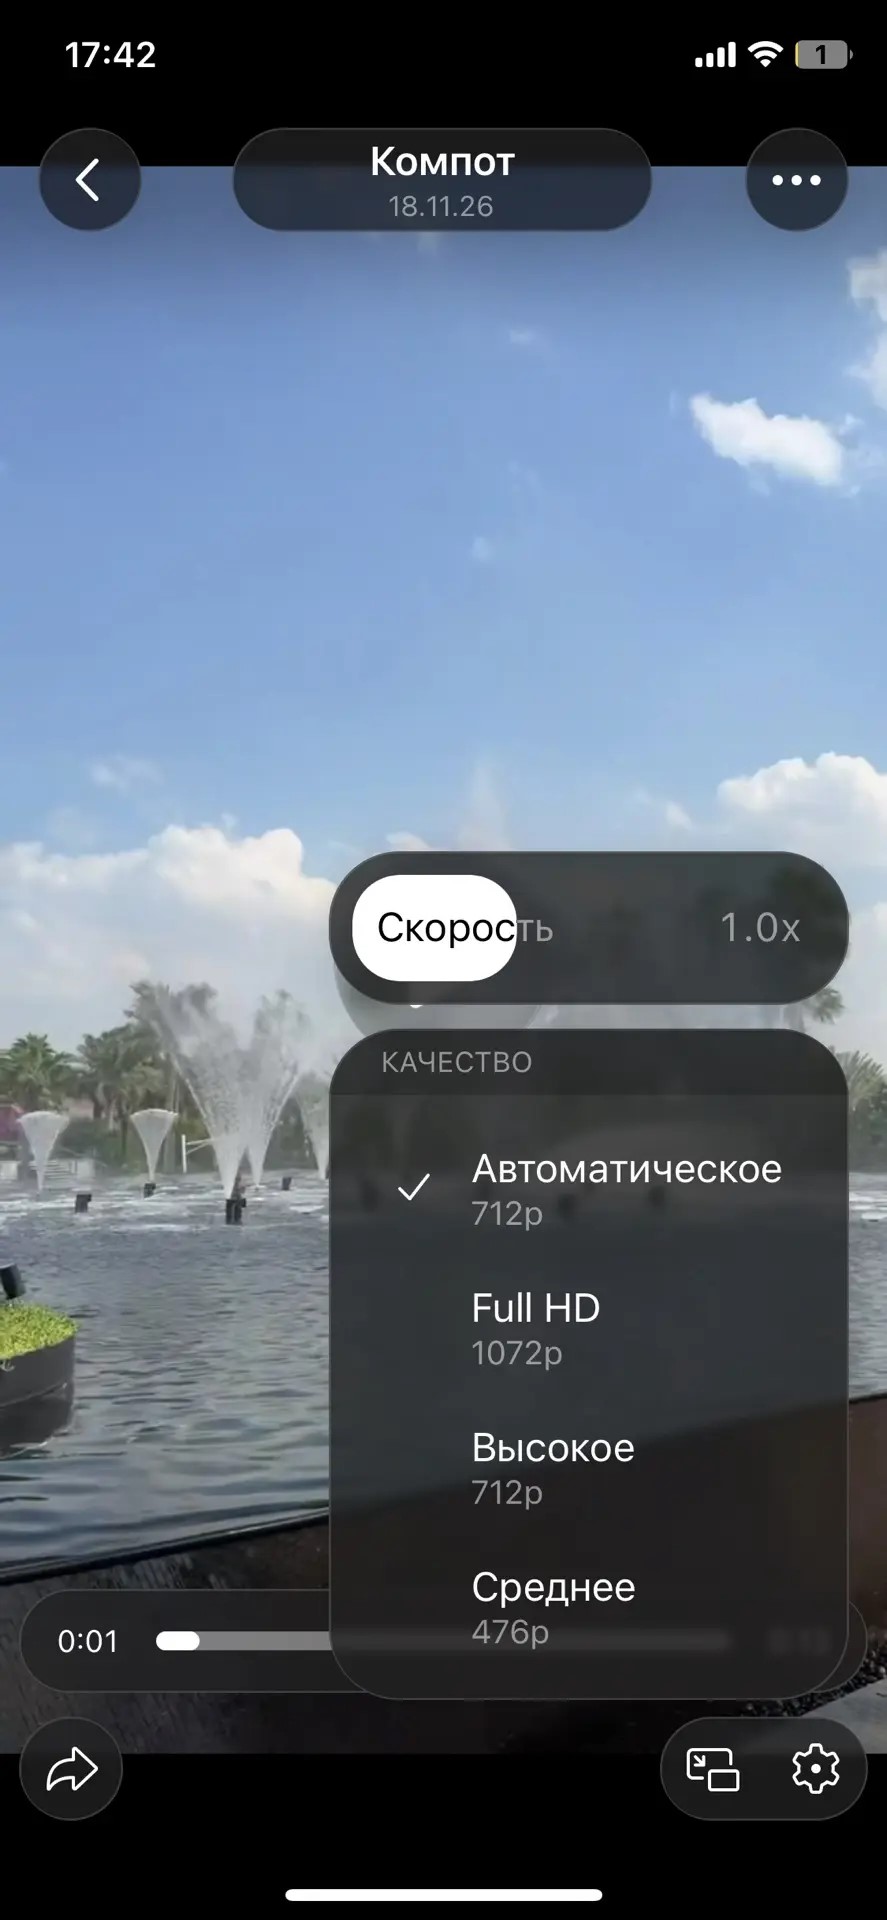 17:42
1
Компот
18.11.26
Скорость 1.0x
КАЧЕСТВО
Автоматическое
712p
Full HD
1072p
Высокое
712p
Среднее
476p
0:01